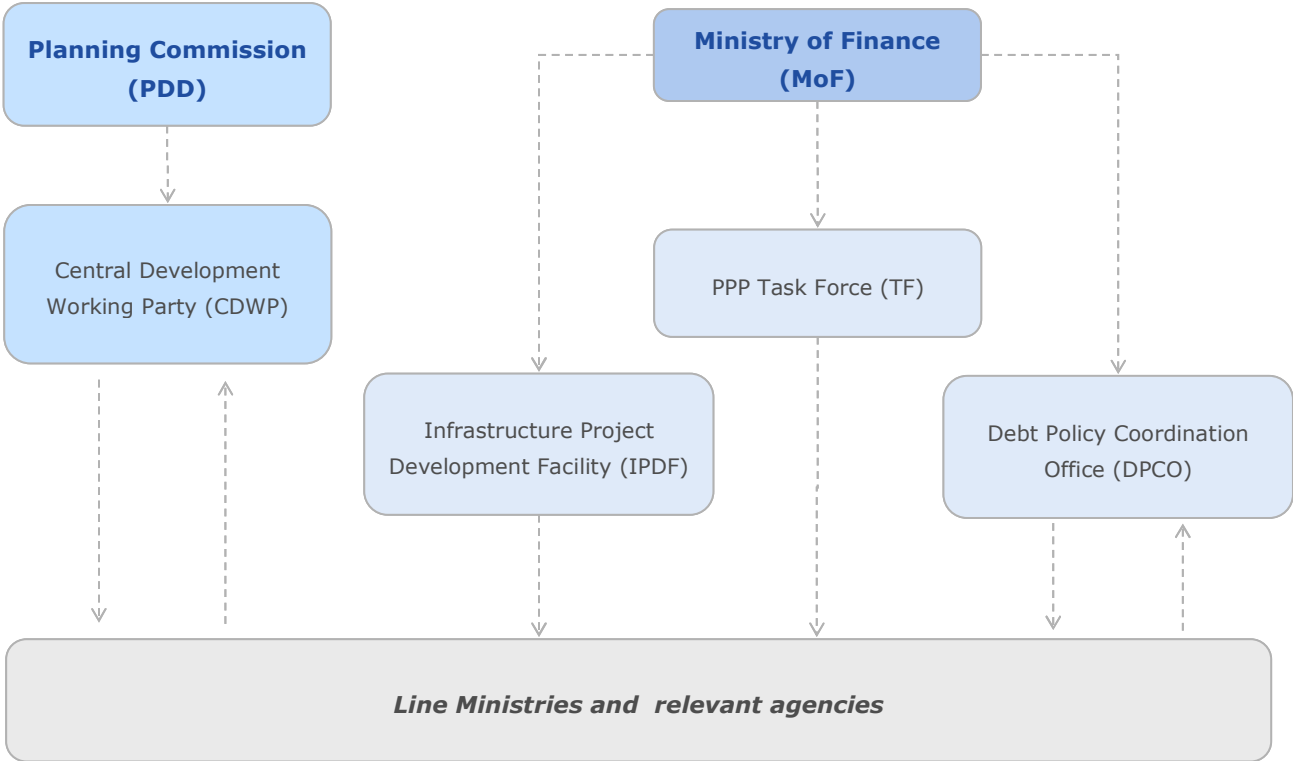 Planning Commission
(PDD)
Ministry of Finance
(MoF)
Central Development
Working Party (CDWP)
PPP Task Force (TF)
Infrastructure Project
Development Facility (IPDF)
Debt Policy Coordination
Office (DPCO)
Line Ministries and  relevant agencies